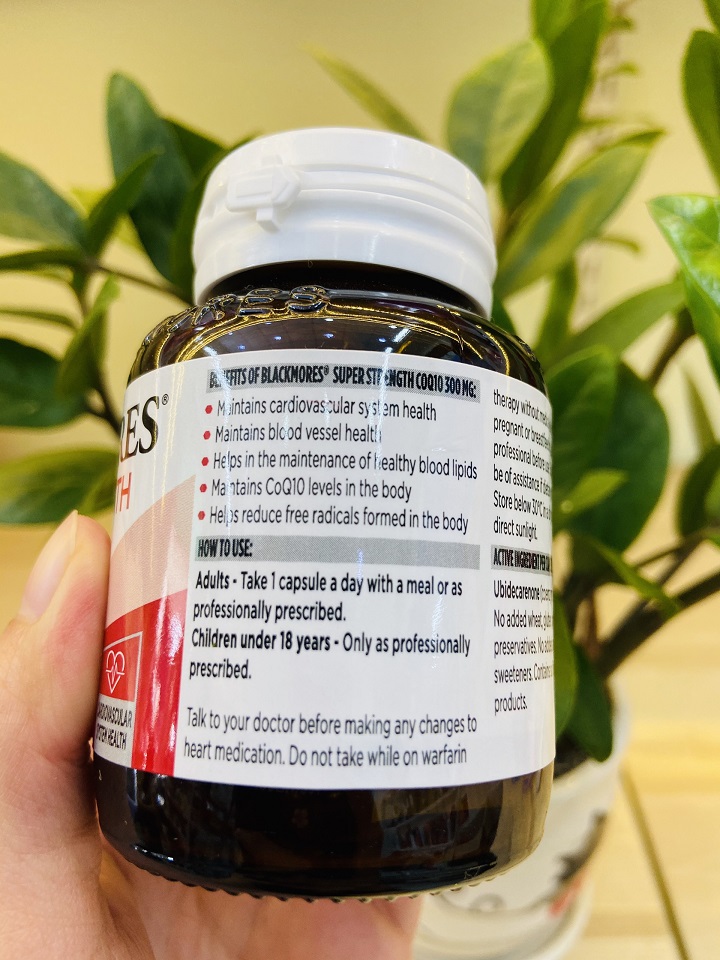 RES®
TH
CARDIOVASCULAR
SYSTEM HEALTH
BENEFITS OF BLACKMORES® SUPER STRENGTH COQ10 300 MG:
• Maintains cardiovascular system health
• Maintains blood vessel health
• Helps in the maintenance of healthy blood lipids
• Maintains CoQ10 levels in the body
• Helps reduce free radicals formed in the body
HOW TO USE:
Adults - Take 1 capsule a day with a meal or as
professionally prescribed.
Children under 18 years - Only as professionally
prescribed.
Talk to your doctor before making any changes to
heart medication. Do not take while on warfarin
therapy without
pregnant or
professional before
be of assistance
Store below 30°C
direct sunlight.
ACTIVE INGREDIENT PER
Ubidecarenone
No added wheat,
preservatives. No
sweeteners.
products.